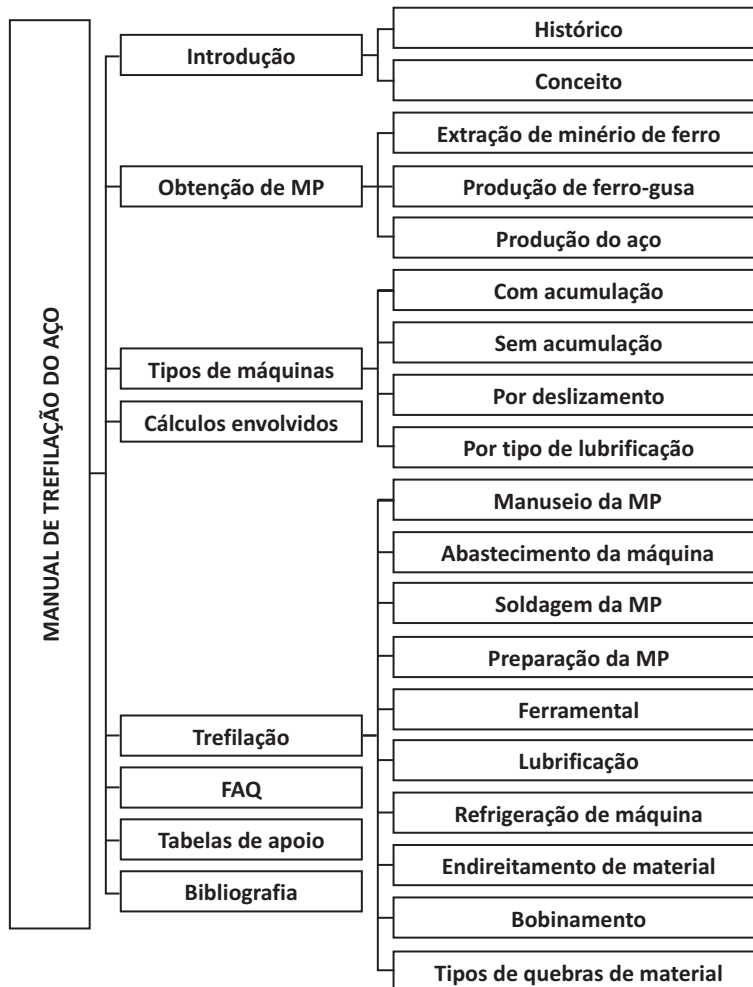 MANUAL DE TREFILAÇÃO DO AÇO
Introdução
Histórico
Conceito
Obtenção de MP
Extração de minério de ferro
Produção de ferro-gusa
Produção do aço
Tipos de máquinas
Com acumulação
Sem acumulação
Por deslizamento
Por tipo de lubrificação
Cálculos envolvidos
Trefilação
Manuseio da MP
Abastecimento da máquina
Soldagem da MP
Preparação da MP
Ferramental
Lubrificação
Refrigeração de máquina
Endireitamento de material
Bobinamento
Tipos de quebras de material
FAQ
Tabelas de apoio
Bibliografia